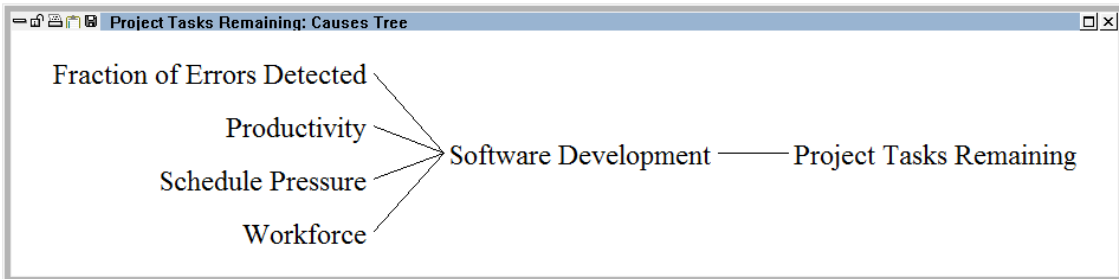 Project Tasks Remaining: Causes Tree
Fraction of Errors Detected
Productivity
Schedule Pressure
Workforce
Software Development
Project Tasks Remaining